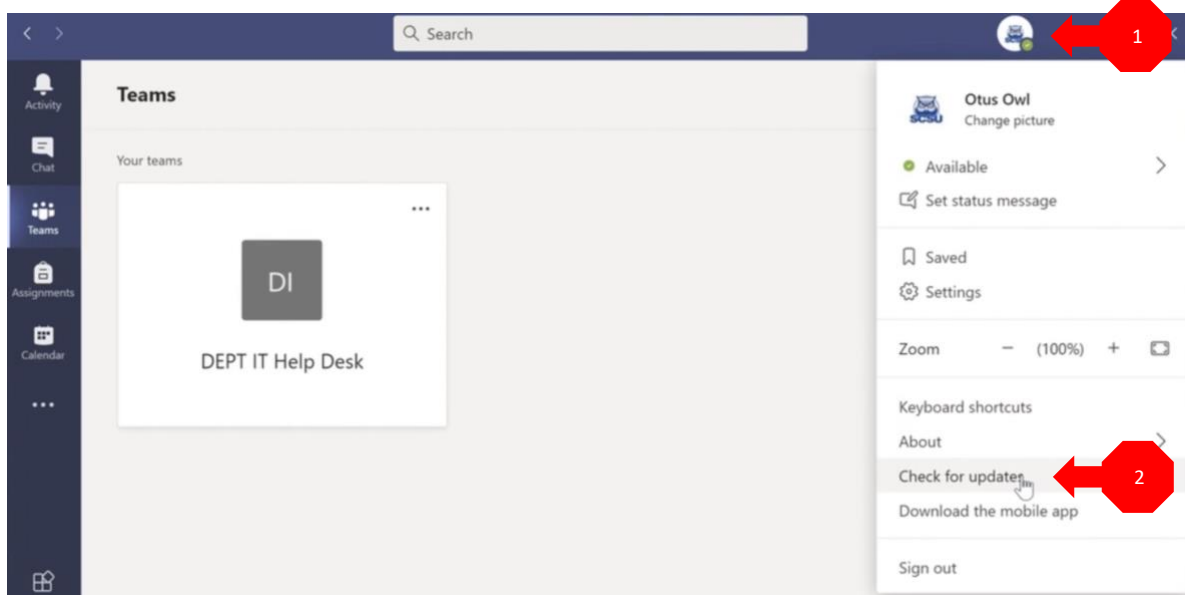 Search
1
Activity
Chat
Teams
Assignments
Calendar
Teams
Your teams
DI
DEPT IT Help Desk
SCSU
Otus Owl
Change picture
Available
Set status message
Saved
Settings
Zoom − (100%) +
Keyboard shortcuts
About
Check for updates
2
Download the mobile app
Sign out